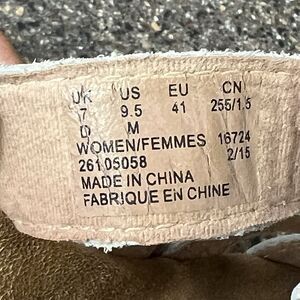 UK US EU CN
7 9.5 41 255/1.5
D M
WOMEN/FEMMES 16724
26105058 2/15
MADE IN CHINA
FABRIQUE EN CHINE